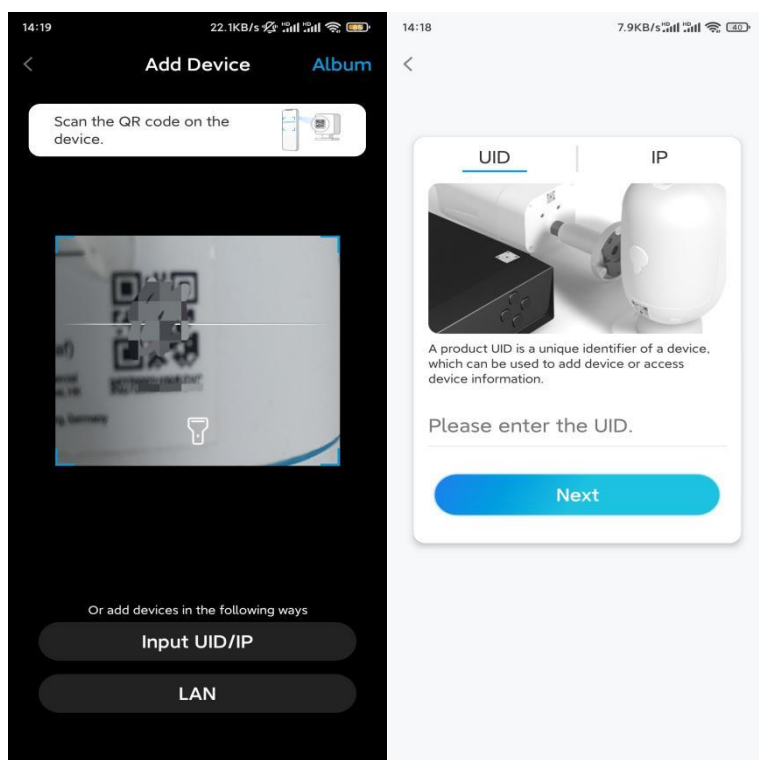 14:19
22.1KB/s
Add Device
Album
Scan the QR code on the
device.
Or add devices in the following ways
Input UID/IP
LAN
14:18
7.9KB/s
40
UID
IP
A product UID is a unique identifier of a device,
which can be used to add device or access
device information.
Please enter the UID.
Next